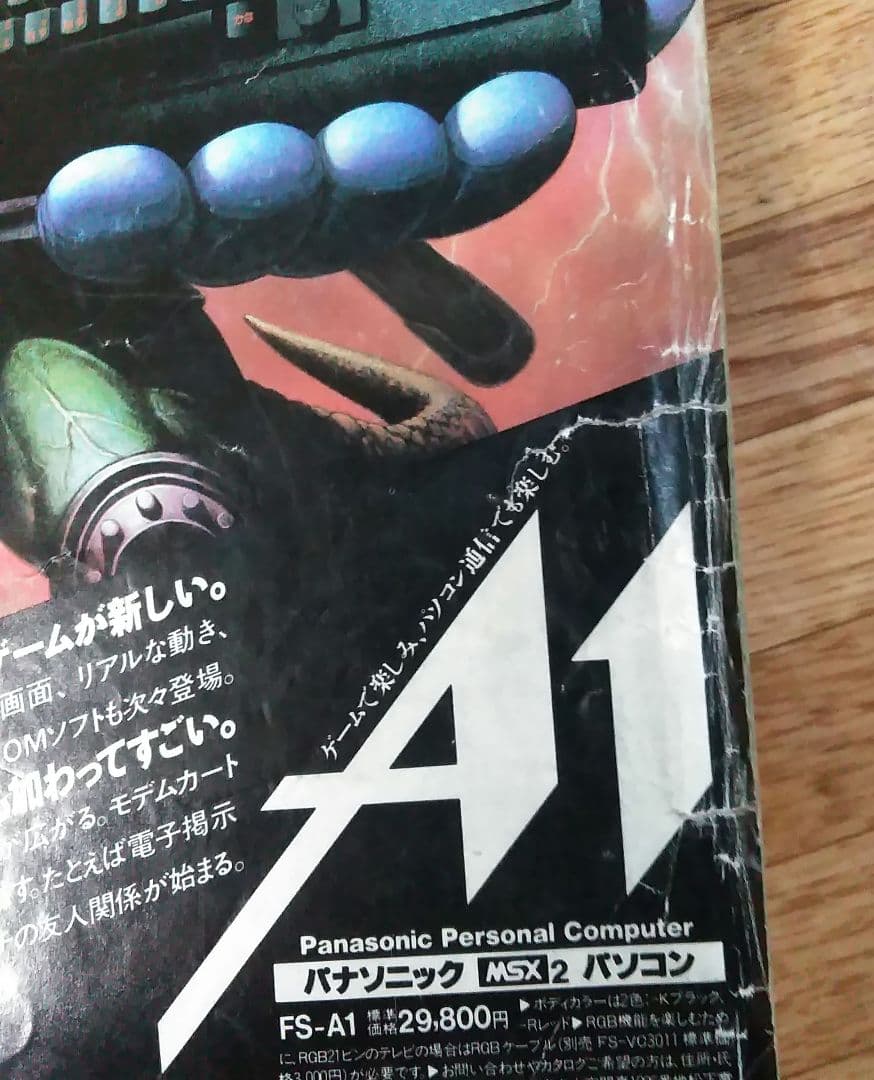 かな
ゲームが新しい。
画面、リアルな動き、
OMソフトも次々登場。
加わってすごい。
が広がる。モデムカート
す。たとえば電子掲示
の友人関係が始まる。
ゲームで楽しみ、パソコン通信でも楽しむ。
A1
Panasonic Personal Computer
パナソニック MSX2 パソコン
FS-A1 標準価格29,800円 ▶ボディカラーは2色:-Kブラック、
-Rレッド▶RGB機能を楽しむため
に、RGB21ピンのテレビの場合はRGBケーブル(別売 FS-VC3011 標準価
格3,000円)が必要です。▶お問い合わせやカタログご希望の方は、住所・氏